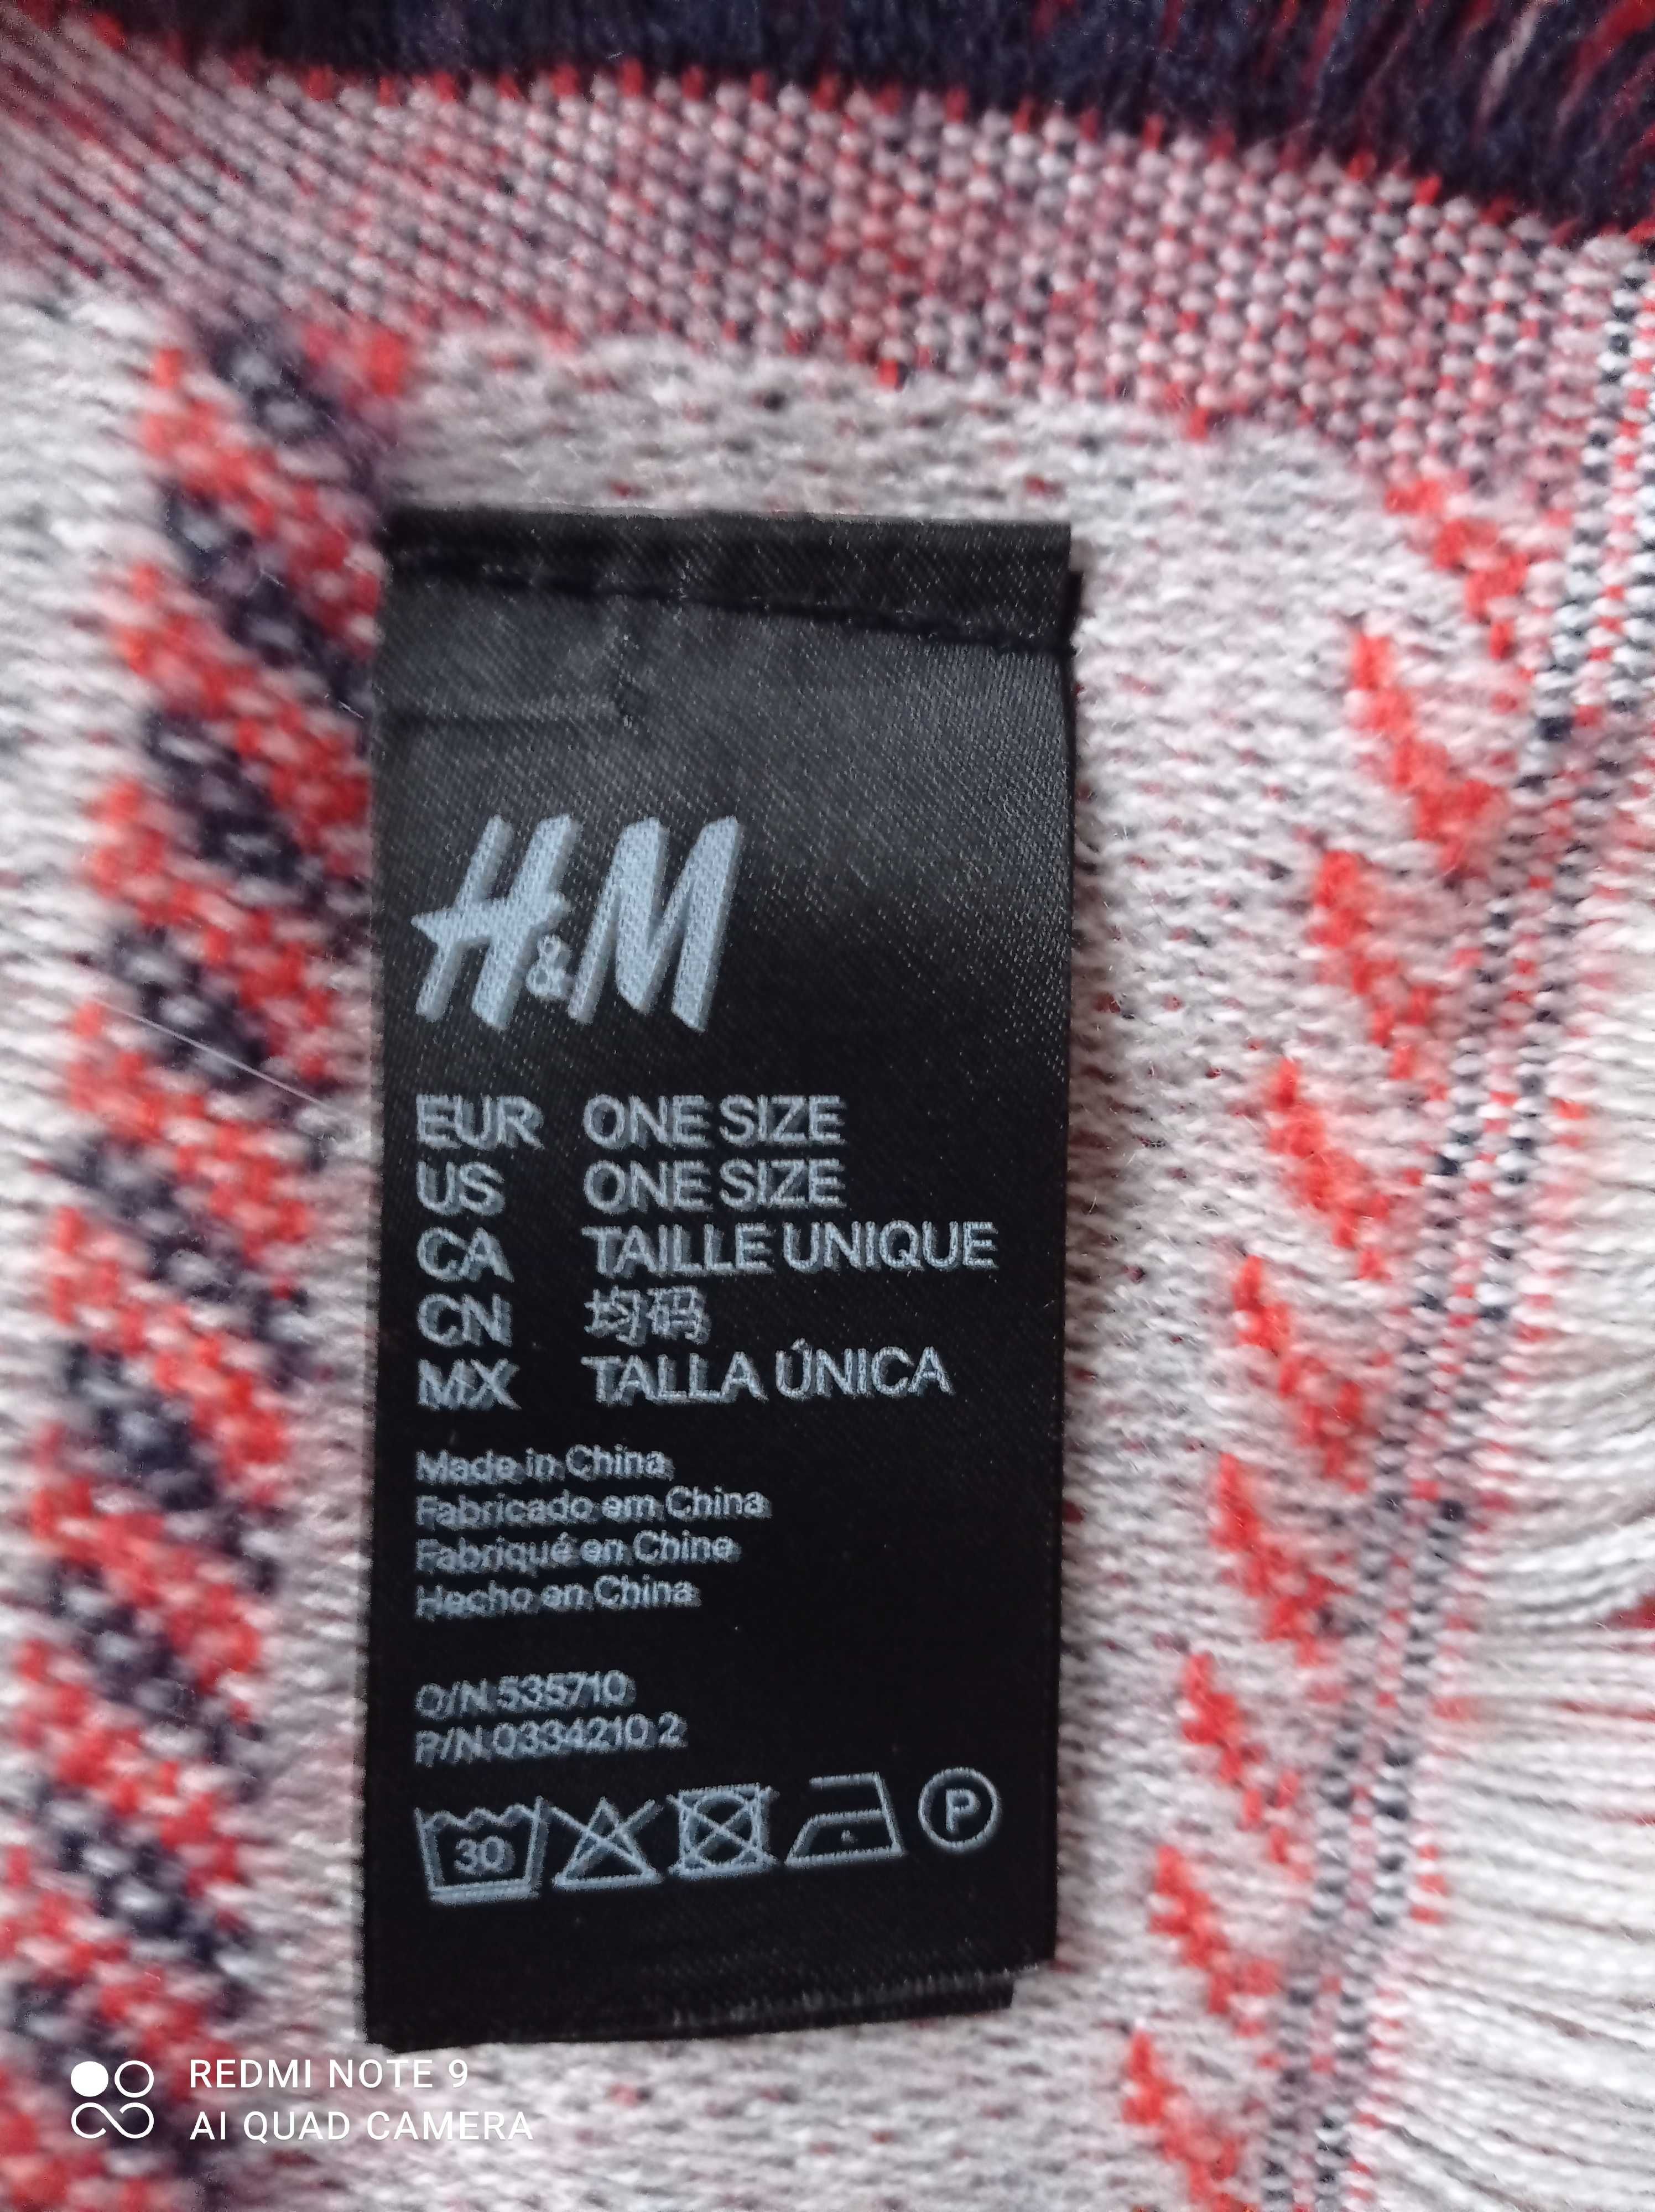 H&M
EUR ONE SIZE
US ONE SIZE
CA TAILLE UNIQUE
CN 均码
MX TALLA ÚNICA
Made in China
Fabricado em China
Fabriqué en Chine
Hecho en China
O/N 535710
P/N 0334210 2
30 P
REDMI NOTE 9
AI QUAD CAMERA